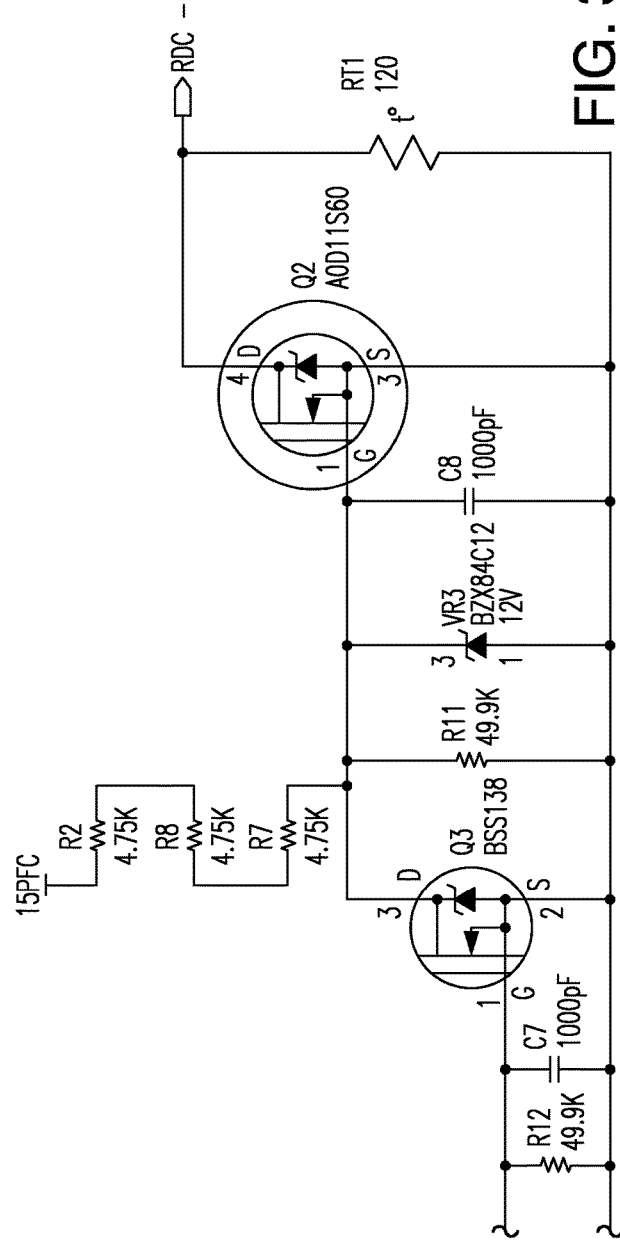 15PFC
R2
4.75K
R8
4.75K
R7
4.75K
RDC -
Q2
A0D11S60
4
D
1
G
3
S
RT1
t° 120
Q3
BSS138
3
D
1
G
2
S
R12
49.9K
C7
1000pF
R11
49.9K
VR3
BZX84C12
12V
3
1
C8
1000pF
FIG.